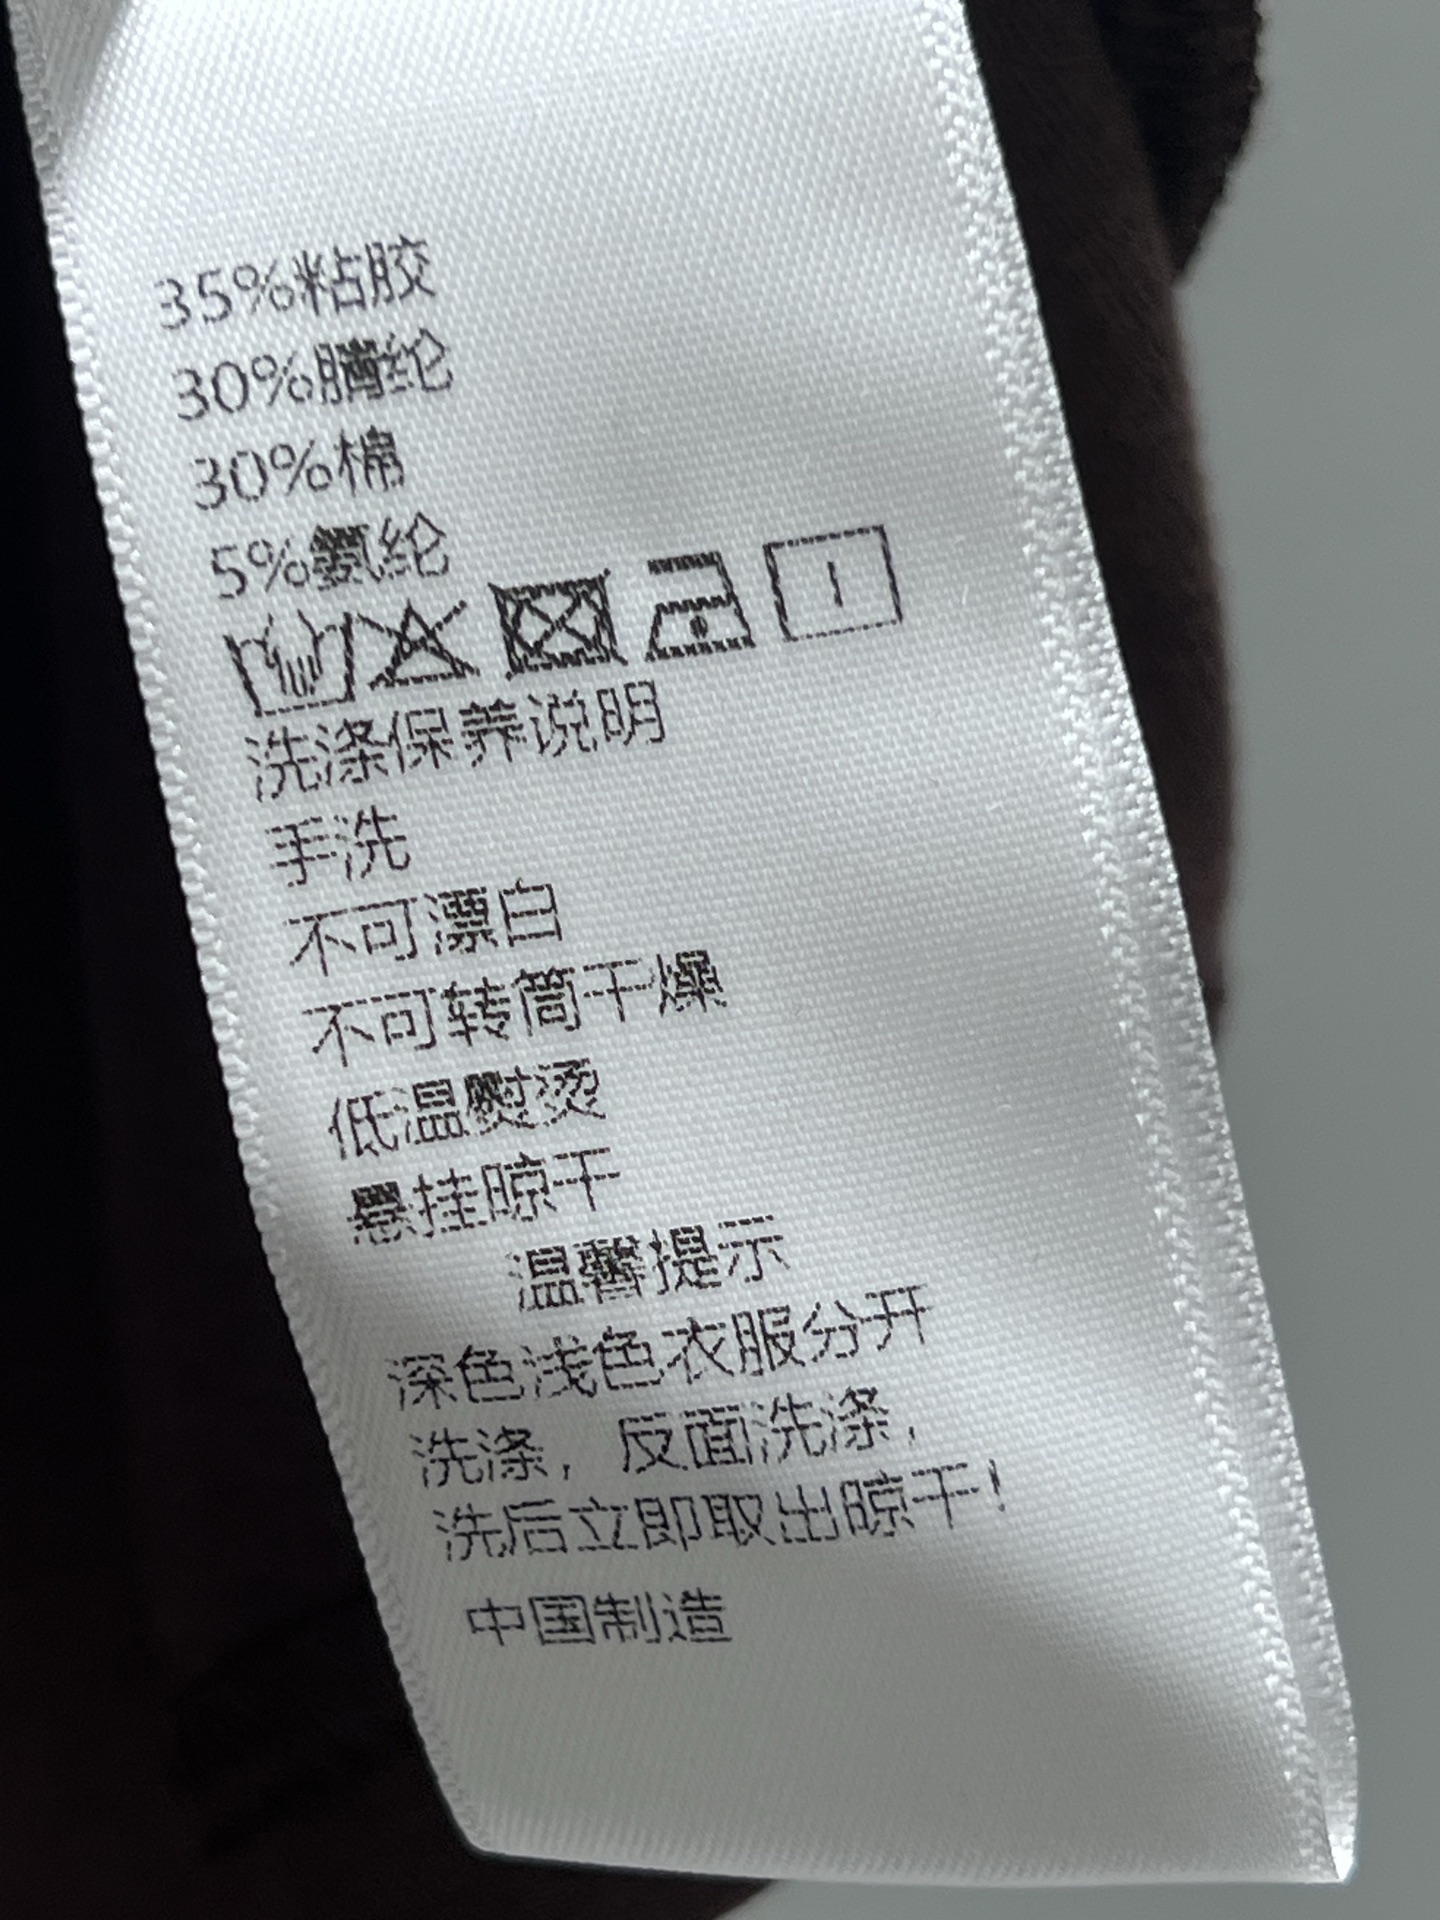 35%粘胶
30%腈纶
30%棉
5%氨纶
洗涤保养说明
手洗
不可漂白
不可转筒干燥
低温熨烫
悬挂晾干
温馨提示
深色浅色衣服分开
洗涤，反面洗涤，
洗后立即取出晾干！
中国制造